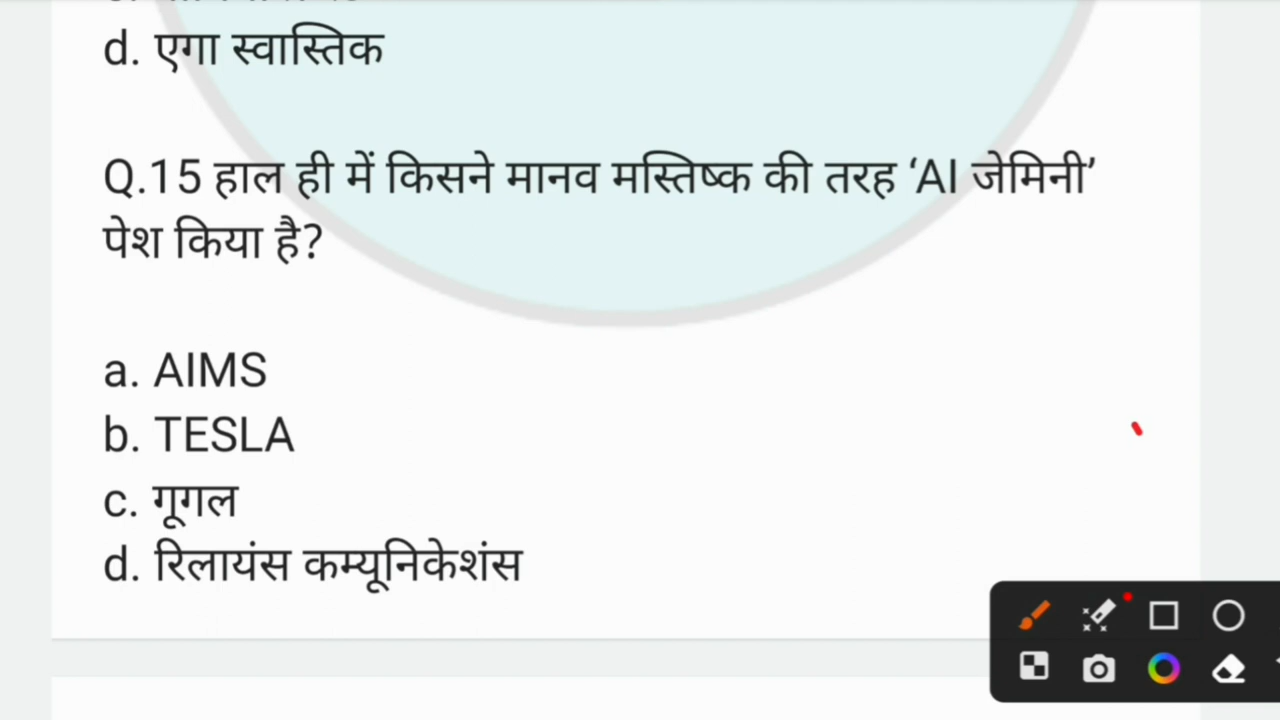 d. एगा स्वास्तिक
Q.15 हाल ही में किसने मानव मस्तिष्क की तरह ‘AI जेमिनी’
पेश किया है?
a. AIMS
b. TESLA
c. गूगल
d. रिलायंस कम्यूनिकेशंस